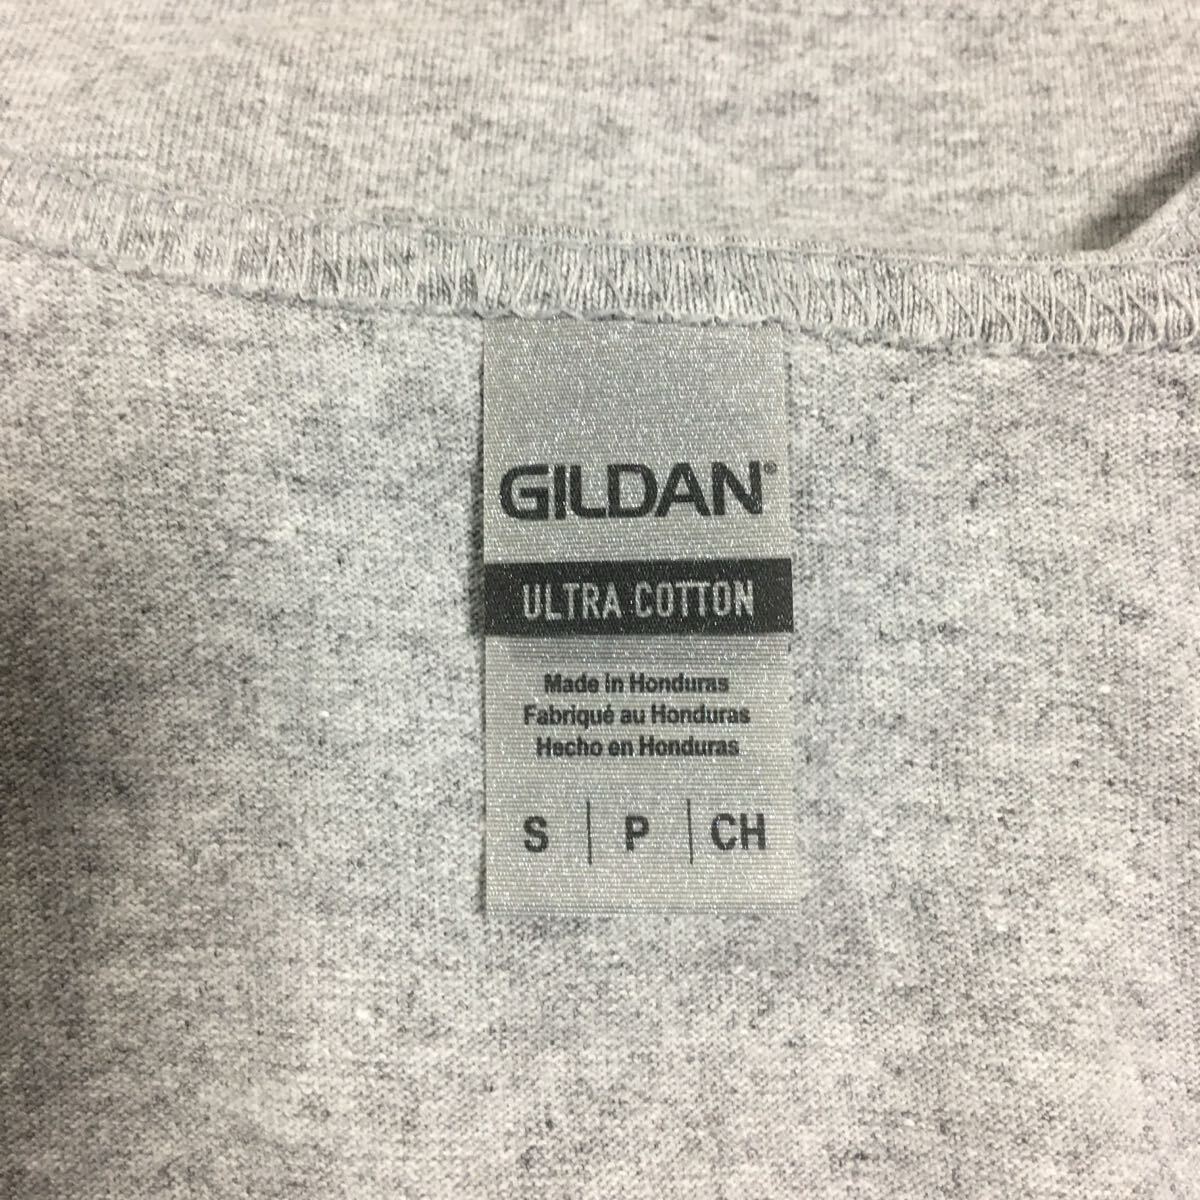 GILDAN®
ULTRA COTTON
Made in Honduras
Fabriqué au Honduras
Hecho en Honduras
S | P | CH